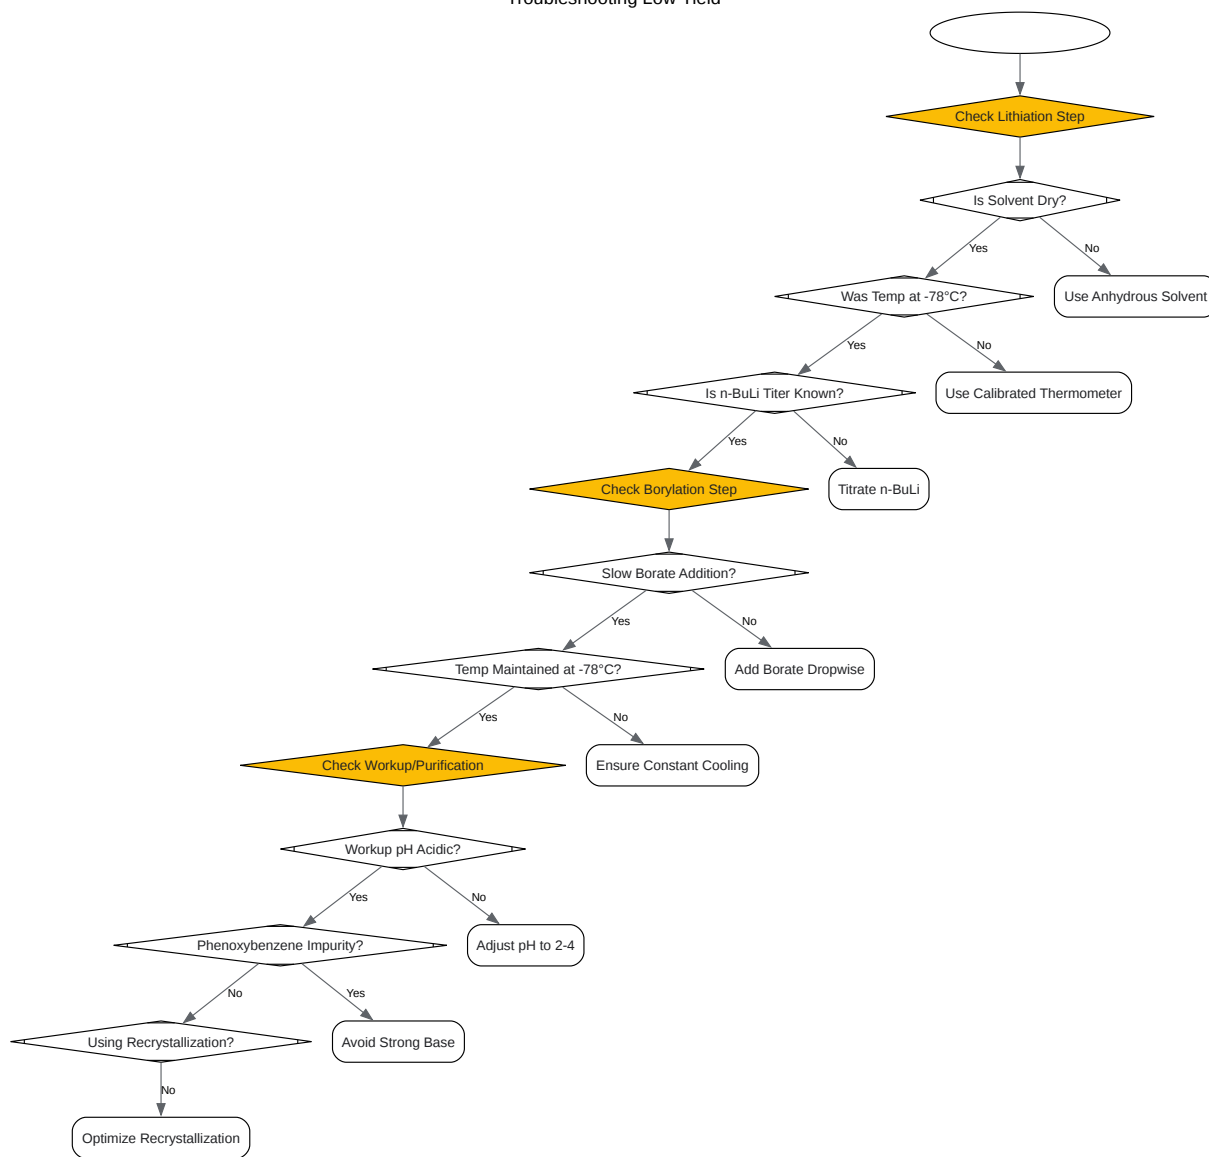 Troubleshooting Low Yield
Check Lithiation Step
Is Solvent Dry?
Yes
No
Was Temp at -78°C?
Use Anhydrous Solvent
Yes
No
Is n-BuLi Titer Known?
Use Calibrated Thermometer
Yes
No
Check Borylation Step
Titrate n-BuLi
Slow Borate Addition?
Yes
No
Temp Maintained at -78°C?
Add Borate Dropwise
Yes
No
Check Workup/Purification
Ensure Constant Cooling
Workup pH Acidic?
Yes
No
Phenoxybenzene Impurity?
Adjust pH to 2-4
No
Yes
Using Recrystallization?
Avoid Strong Base
No
Optimize Recrystallization